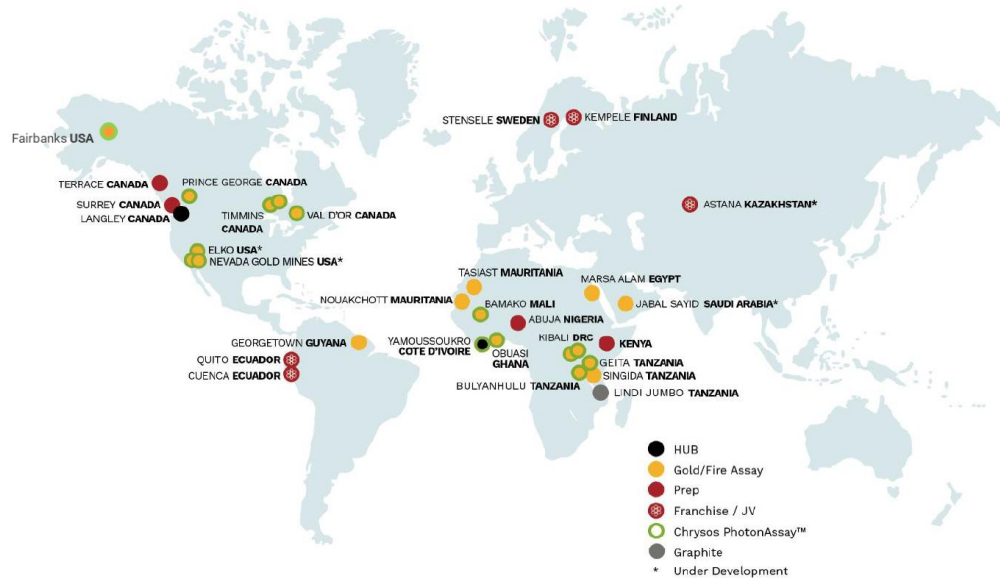 STENSELE SWEDEN
KEMPELE FINLAND
Fairbanks USA
TERRACE CANADA
PRINCE GEORGE CANADA
SURREY CANADA
LANGLEY CANADA
TIMMINS
CANADA
VAL D'OR CANADA
ASTANA KAZAKHSTAN*
ELKO USA*
NEVADA GOLD MINES USA*
TASIAST MAURITANIA
MARSA ALAM EGYPT
NOUAKCHOTT MAURITANIA
BAMAKO MALI
JABAL SAYID SAUDI ARABIA*
ABUJA NIGERIA
GEORGETOWN GUYANA
YAMOUSSOUKRO
COTE D'IVOIRE
OBUASI
GHANA
KIBALI DRC
KENYA
QUITO ECUADOR
GEITA TANZANIA
CUENCA ECUADOR
SINGIDA TANZANIA
BULYANHULU TANZANIA
LINDI JUMBO TANZANIA
HUB
Gold/Fire Assay
Prep
Franchise / JV
Chrysos PhotonAssay™
Graphite
* Under Development